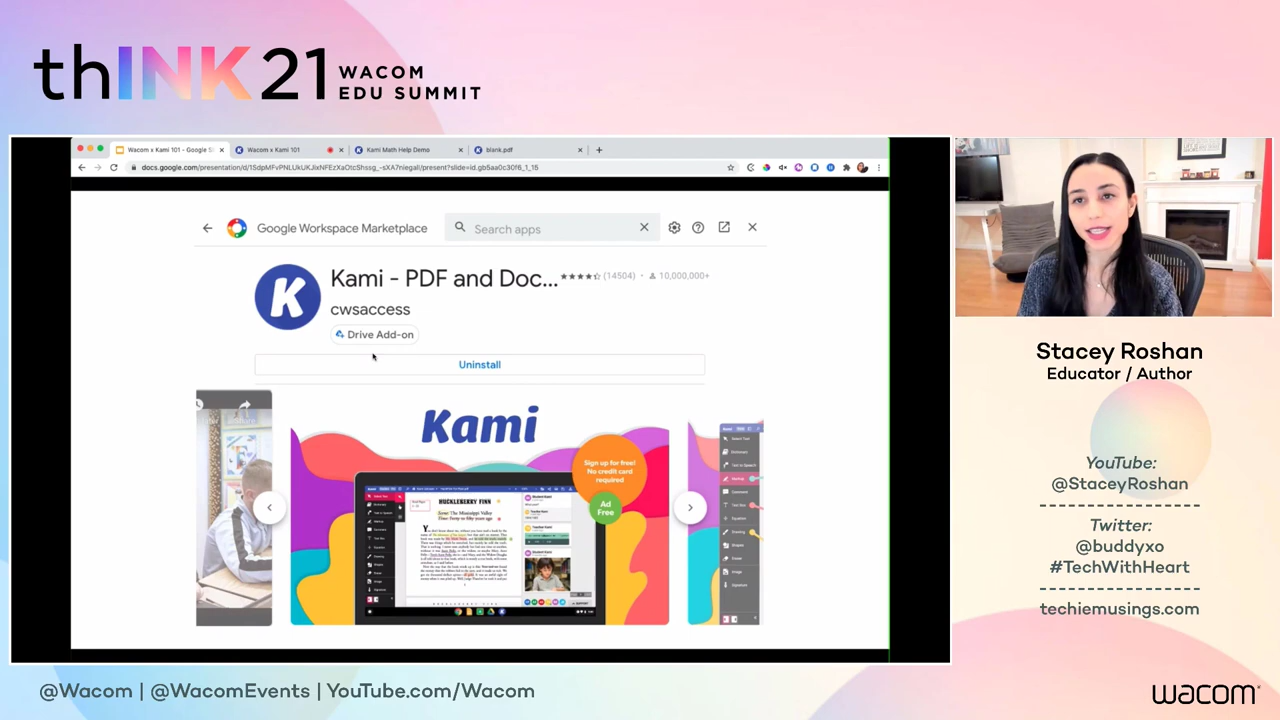 thINK21 WACOM
EDU SUMMIT
Wacom x Kami 101 - Google Sl
Wacom x Kami 101
Kami Math Help Demo
blank.pdf
Google Workspace Marketplace
Search apps
K
Kami - PDF and Doc...
(14504)
10,000,000+
cwsaccess
Drive Add-on
Uninstall
Kami
Sign up for free!
No credit card
required
Ad
Free
HUCKLEBERRY FINN
Stacey Roshan
Educator / Author
YouTube:
@StaceyRoshan
Twitter:
@buddyxo
#TechWithHeart
techiemusings.com
@Wacom | @WacomEvents | YouTube.com/Wacom
wacom